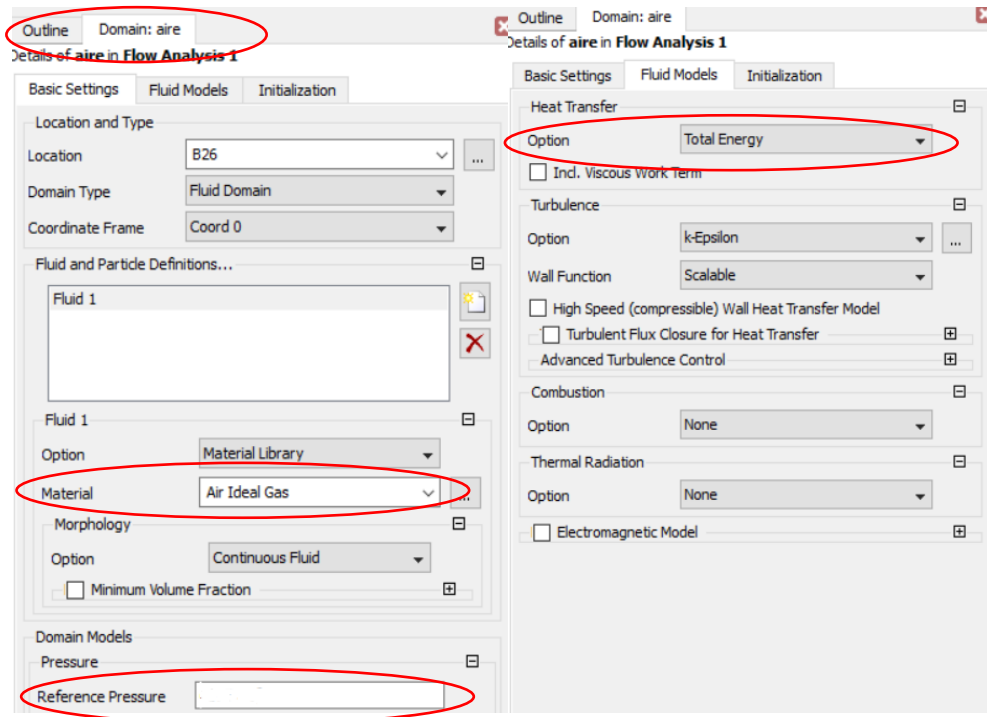 Outline Domain: aire
Details of aire in Flow Analysis 1
Basic Settings Fluid Models Initialization
Location and Type
Location B26 ...
Domain Type Fluid Domain
Coordinate Frame Coord 0
Fluid and Particle Definitions...
Fluid 1
Fluid 1
Option Material Library
Material Air Ideal Gas ...
Morphology
Option Continuous Fluid
Minimum Volume Fraction
Domain Models
Pressure
Reference Pressure
Outline Domain: aire
Details of aire in Flow Analysis 1
Basic Settings Fluid Models Initialization
Heat Transfer
Option Total Energy
Incl. Viscous Work Term
Turbulence
Option k-Epsilon ...
Wall Function Scalable
High Speed (compressible) Wall Heat Transfer Model
Turbulent Flux Closure for Heat Transfer
Advanced Turbulence Control
Combustion
Option None
Thermal Radiation
Option None
Electromagnetic Model